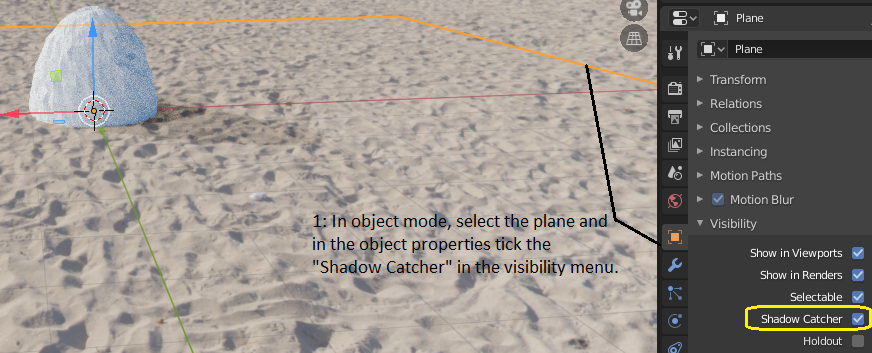 Plane
Plane
Transform
Relations
Collections
Instancing
Motion Paths
Motion Blur
Visibility
Show in Viewports
Show in Renders
Selectable
Shadow Catcher
Holdout
1: In object mode, select the plane and
in the object properties tick the
"Shadow Catcher" in the visibility menu.